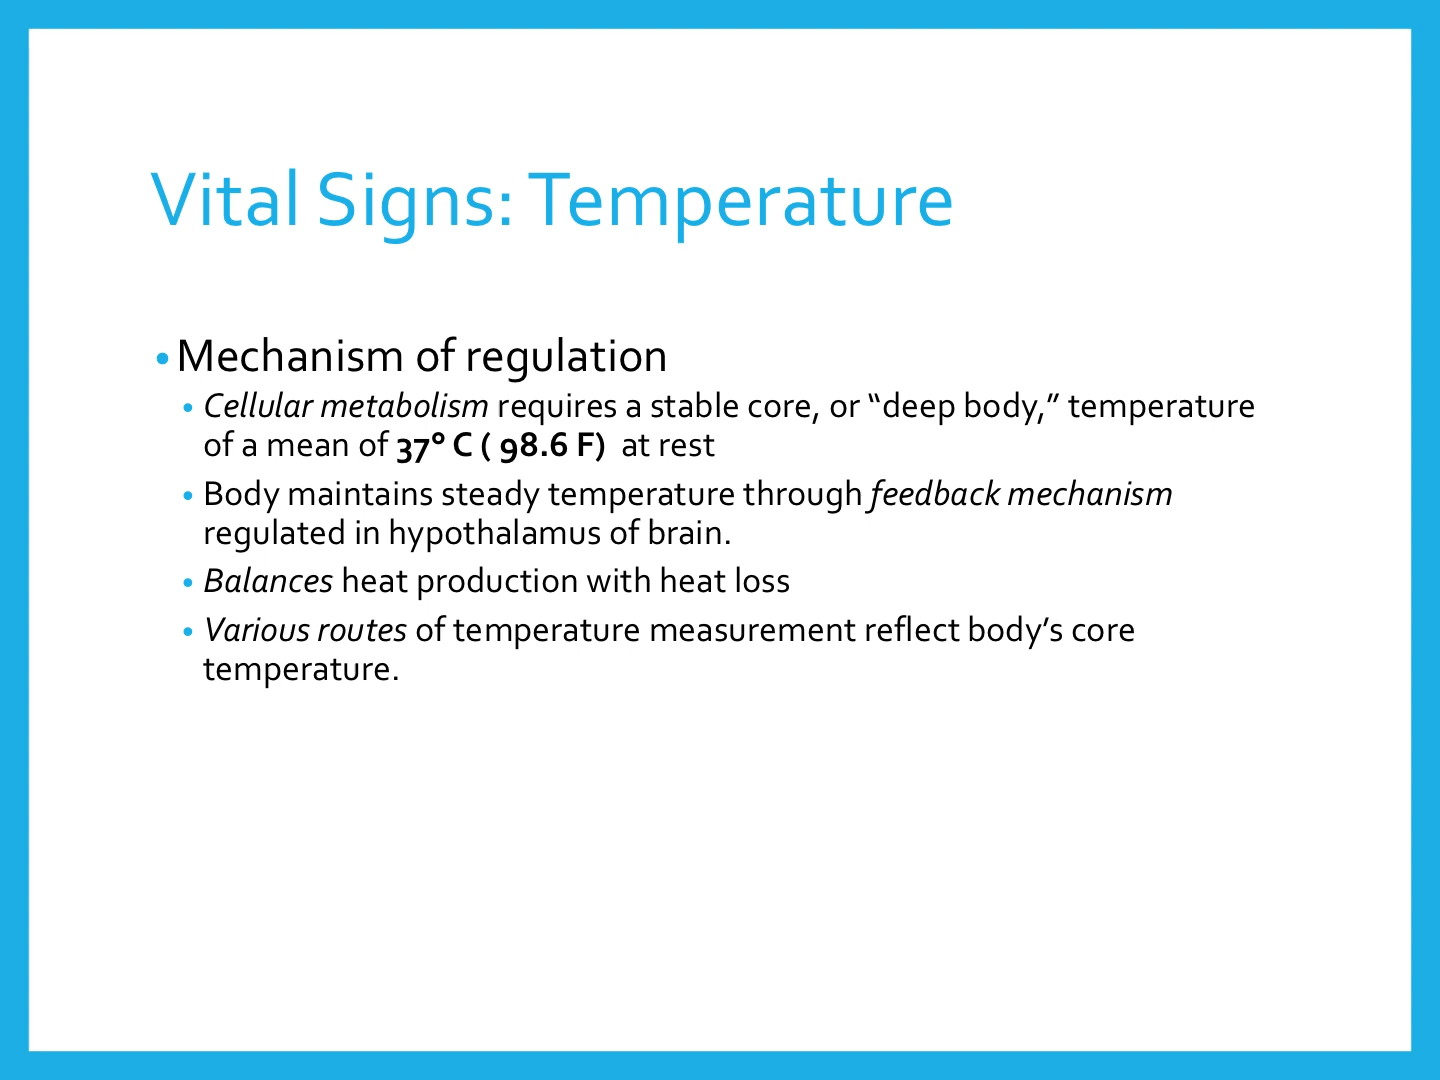 Vital Signs: Temperature
• Mechanism of regulation
• Cellular metabolism requires a stable core, or “deep body,” temperature
of a mean of 37° C ( 98.6 F)  at rest
• Body maintains steady temperature through feedback mechanism
regulated in hypothalamus of brain.
• Balances heat production with heat loss
• Various routes of temperature measurement reflect body’s core
temperature.